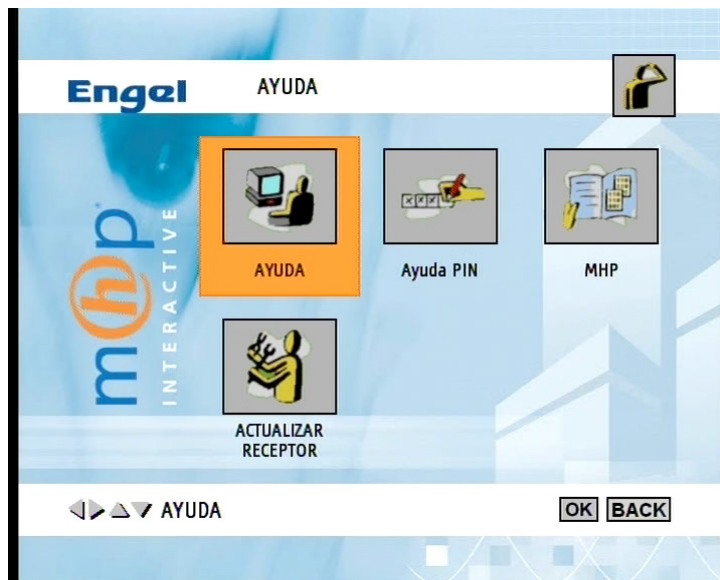 Engel
AYUDA
mhp
INTERACTIVE
AYUDA
Ayuda PIN
MHP
ACTUALIZAR
RECEPTOR
AYUDA
OK BACK